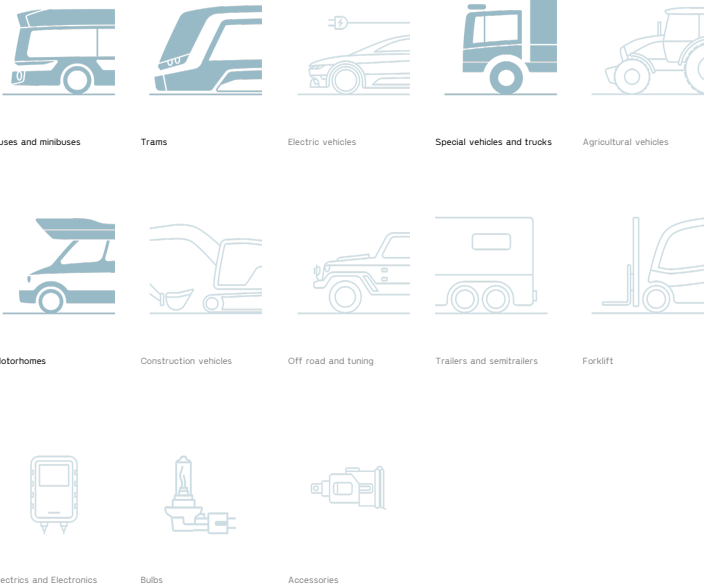 uses and minibuses
Trams
Electric vehicles
Special vehicles and trucks
Agricultural vehicles
otorhomes
Construction vehicles
Off road and tuning
Trailers and semitrailers
Forklift
ectrics and Electronics
Bulbs
Accessories